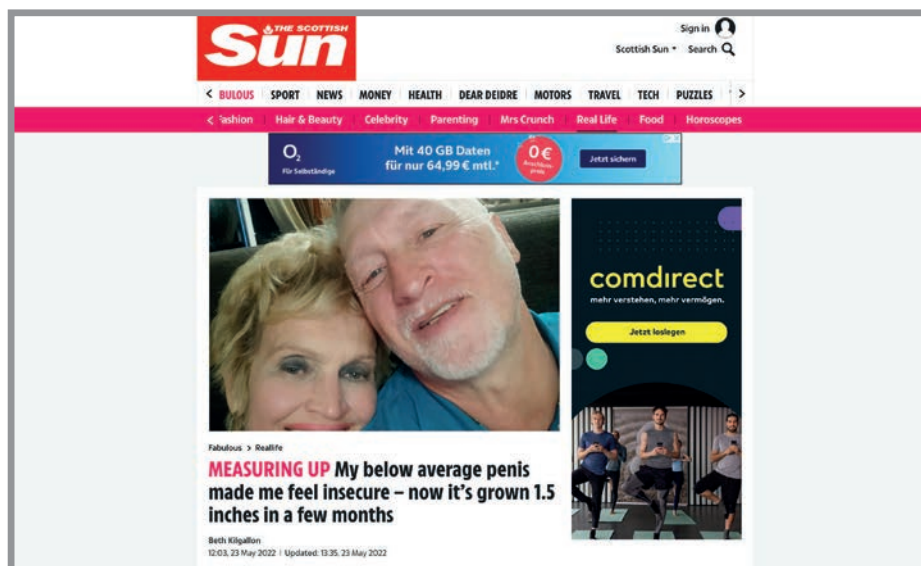 THE SCOTTISH
Sun
Sign in
Scottish Sun
Search
BULOUS SPORT NEWS MONEY HEALTH DEAR DEIDRE MOTORS TRAVEL TECH PUZZLES
Fashion Hair & Beauty Celebrity Parenting Mrs Crunch Real Life Food Horoscopes
O2
Für Selbständige
Mit 40 GB Daten
für nur 64,99 € mtl.*
0 €
Anschluss-
preis
Jetzt sichern
comdirect
mehr verstehen, mehr vermögen.
Jetzt loslegen
Fabulous > Reallife
MEASURING UP My below average penis
made me feel insecure – now it's grown 1.5
inches in a few months
Beth Kilgallon
12:03, 23 May 2022 | Updated: 13:35, 23 May 2022